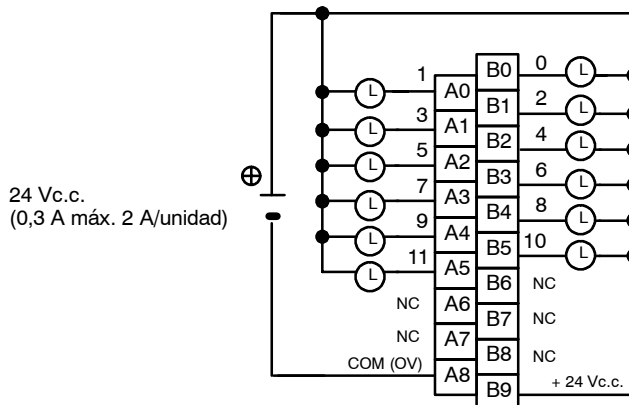 24 Vc.c.
(0,3 A máx. 2 A/unidad)
B0 0 L
1 L A0
B1 2 L
3 L A1
B2 4 L
5 L A2
B3 6 L
7 L A3
B4 8 L
9 L A4
B5 10 L
11 L A5
B6 NC
NC A6
B7 NC
NC A7
B8 NC
COM (OV) A8
B9 + 24 Vc.c.